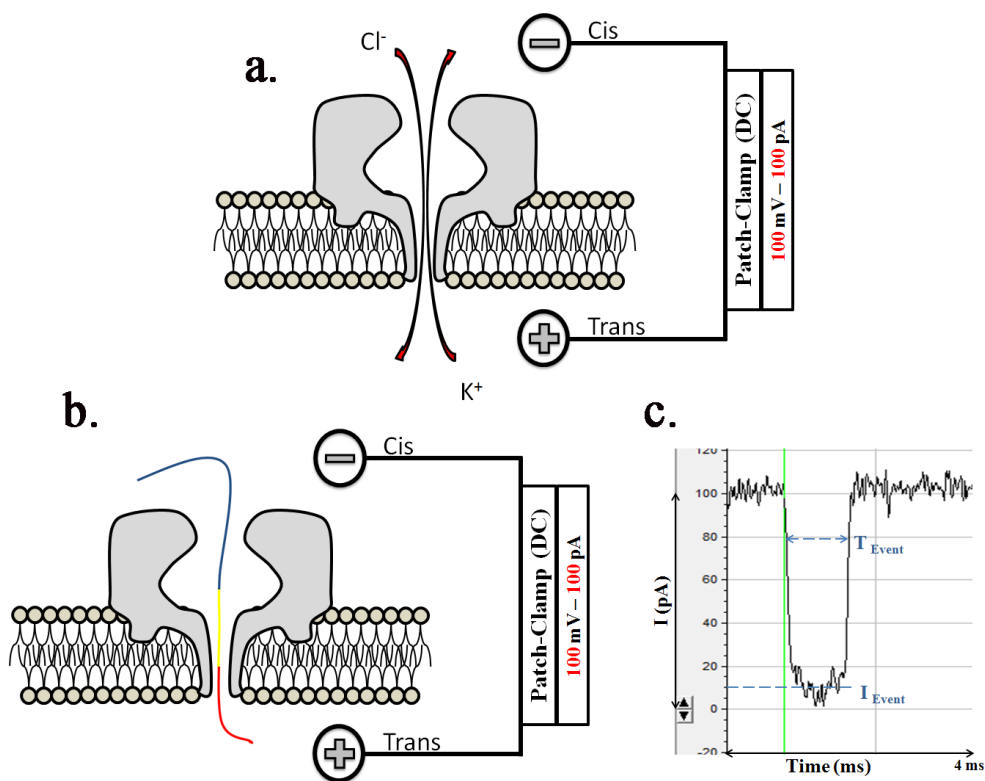 a.
Cl⁻
Cis
Patch-Clamp (DC)
100 mV – 100 pA
Trans
K⁺
b.
Cis
Patch-Clamp (DC)
100 mV – 100 pA
Trans
c.
120
100
80
60
40
20
0
-20
I (pA)
T Event
I Event
Time (ms)
4 ms